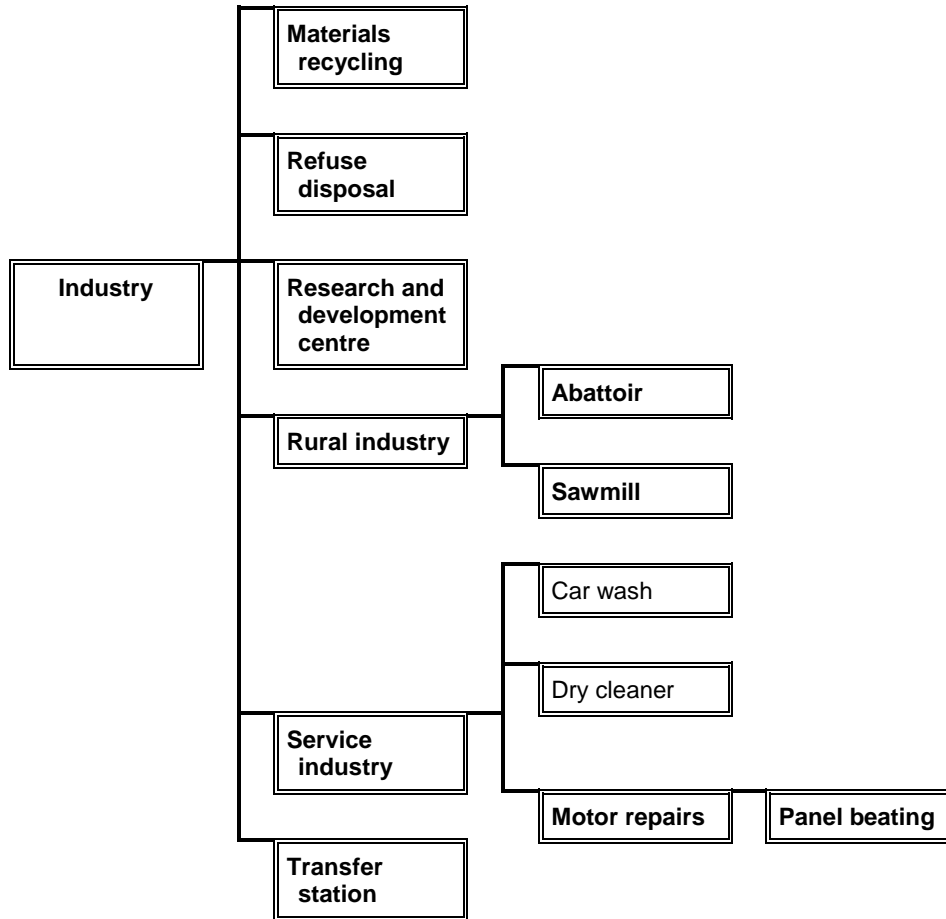 Materials
recycling
Refuse
disposal
Industry
Research and
development
centre
Abattoir
Rural industry
Sawmill
Car wash
Dry cleaner
Service
industry
Motor repairs
Panel beating
Transfer
station